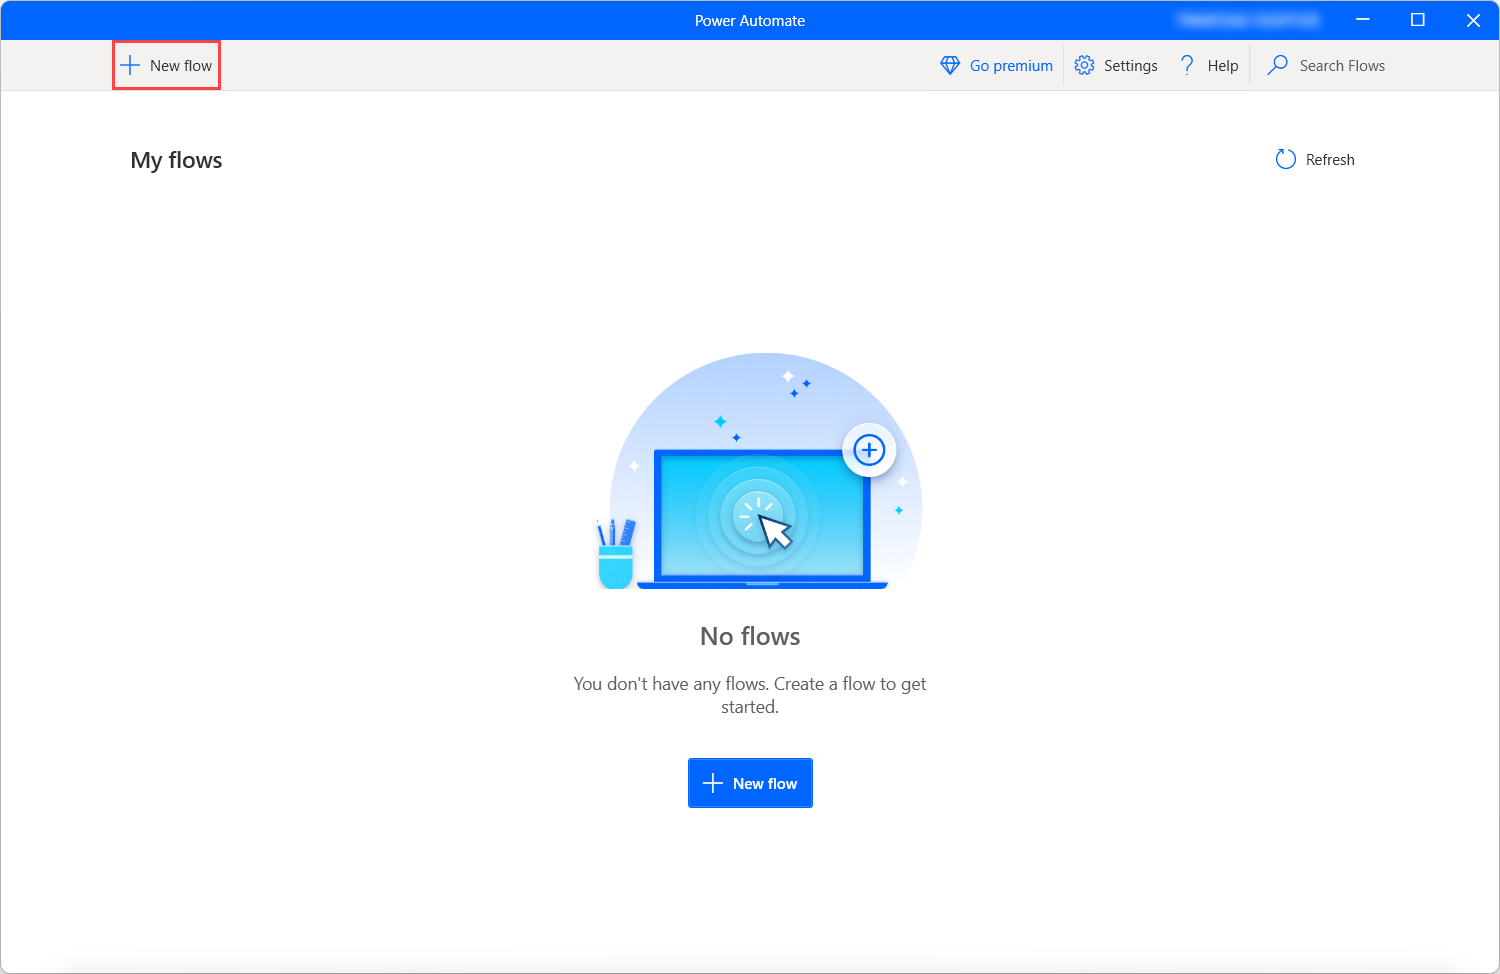 Power Automate
New flow
Go premium
Settings
Help
Search Flows
My flows
Refresh
No flows
You don't have any flows. Create a flow to get
started.
New flow